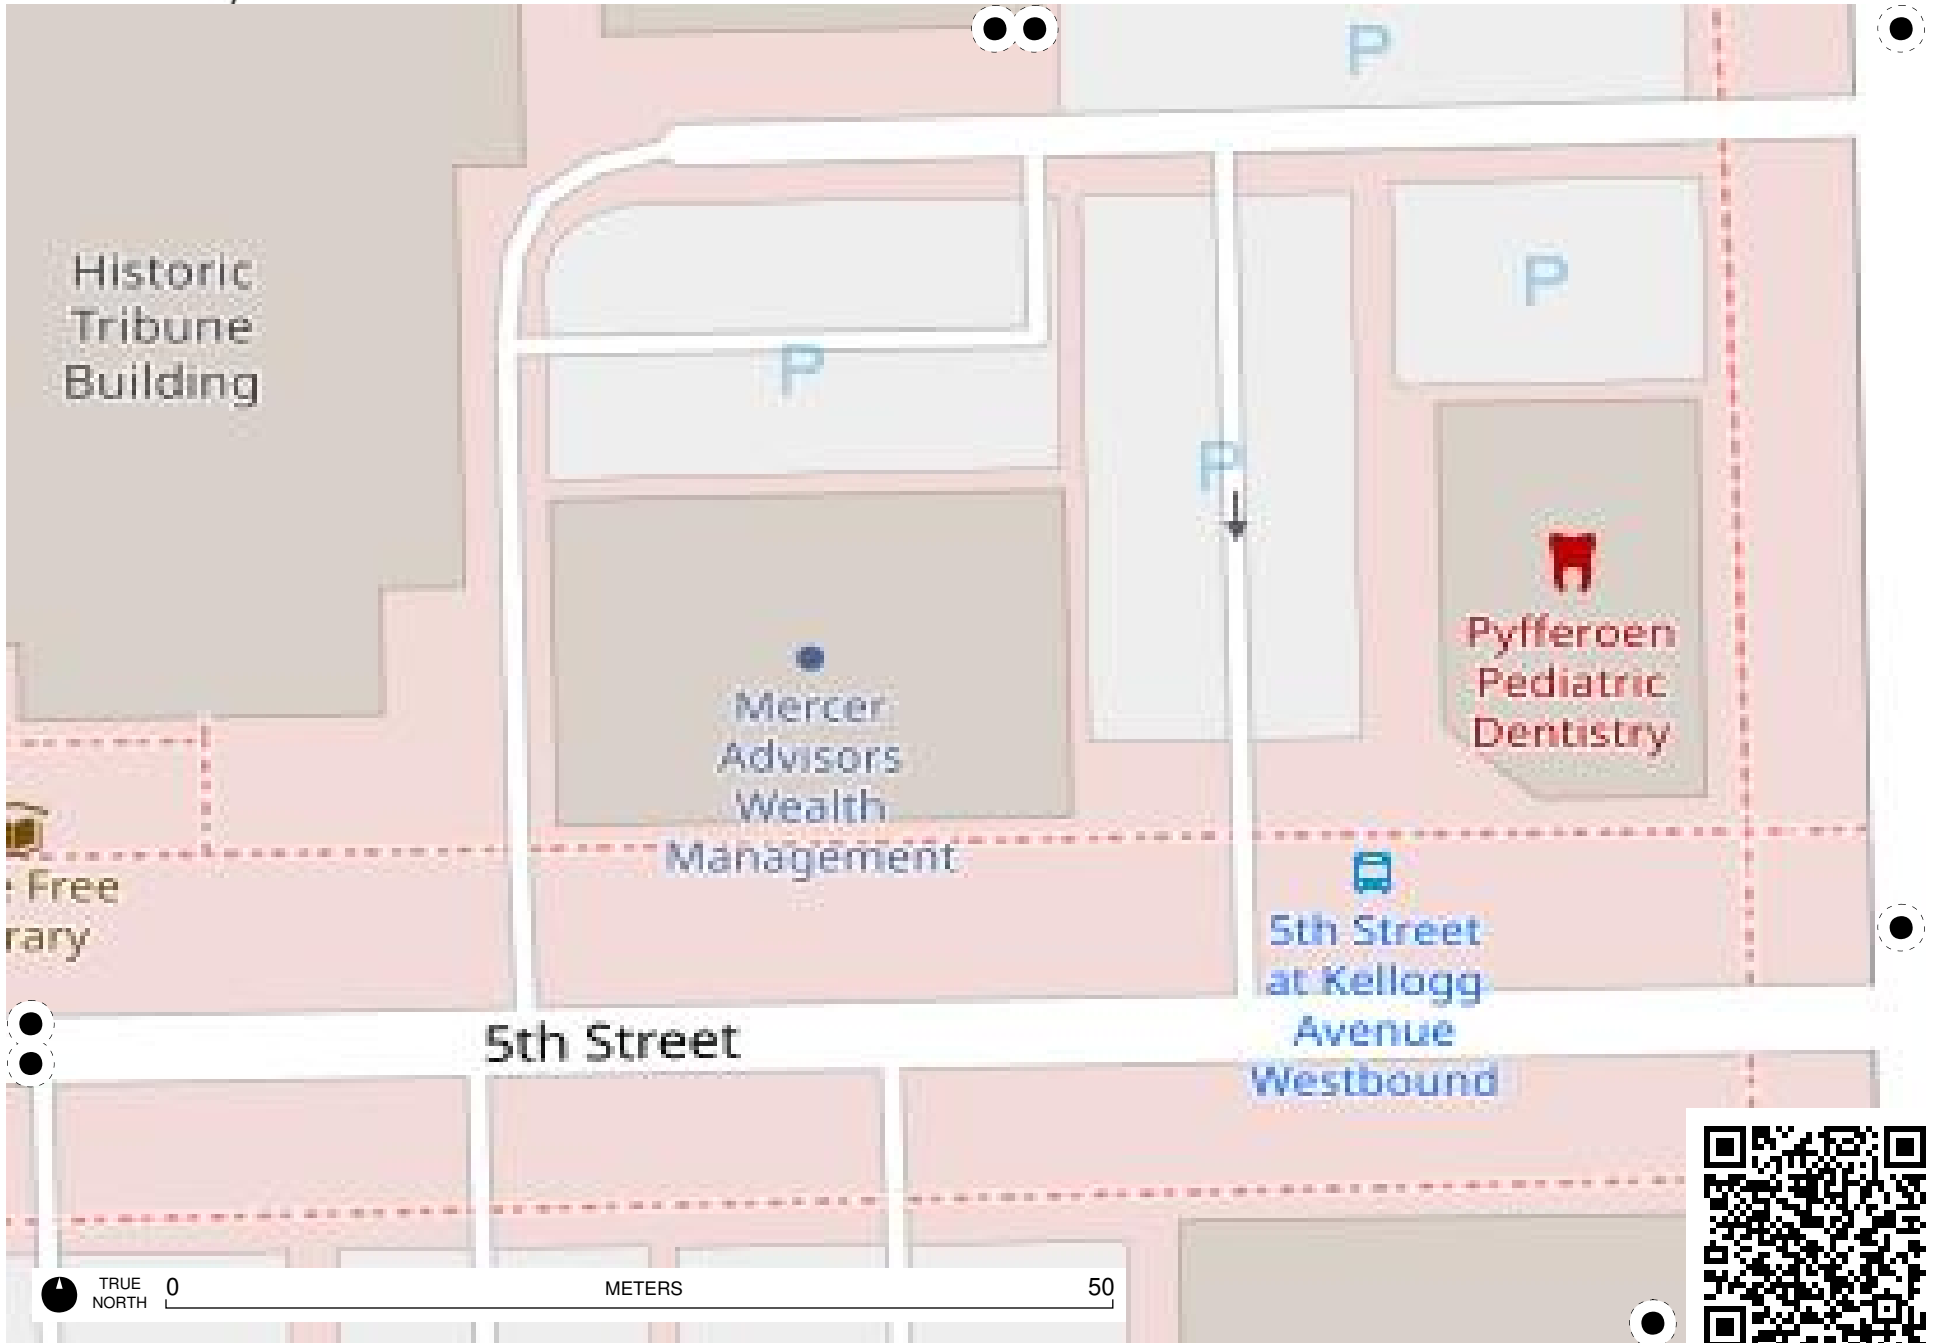 P
Historic
Tribune
Building
P
P
P
Pyfferoen
Pediatric
Dentistry
Mercer
Advisors
Wealth
Management
Free
5th Street
at Kellogg
Avenue
Westbound
5th Street
TRUE
NORTH
0
METERS
50